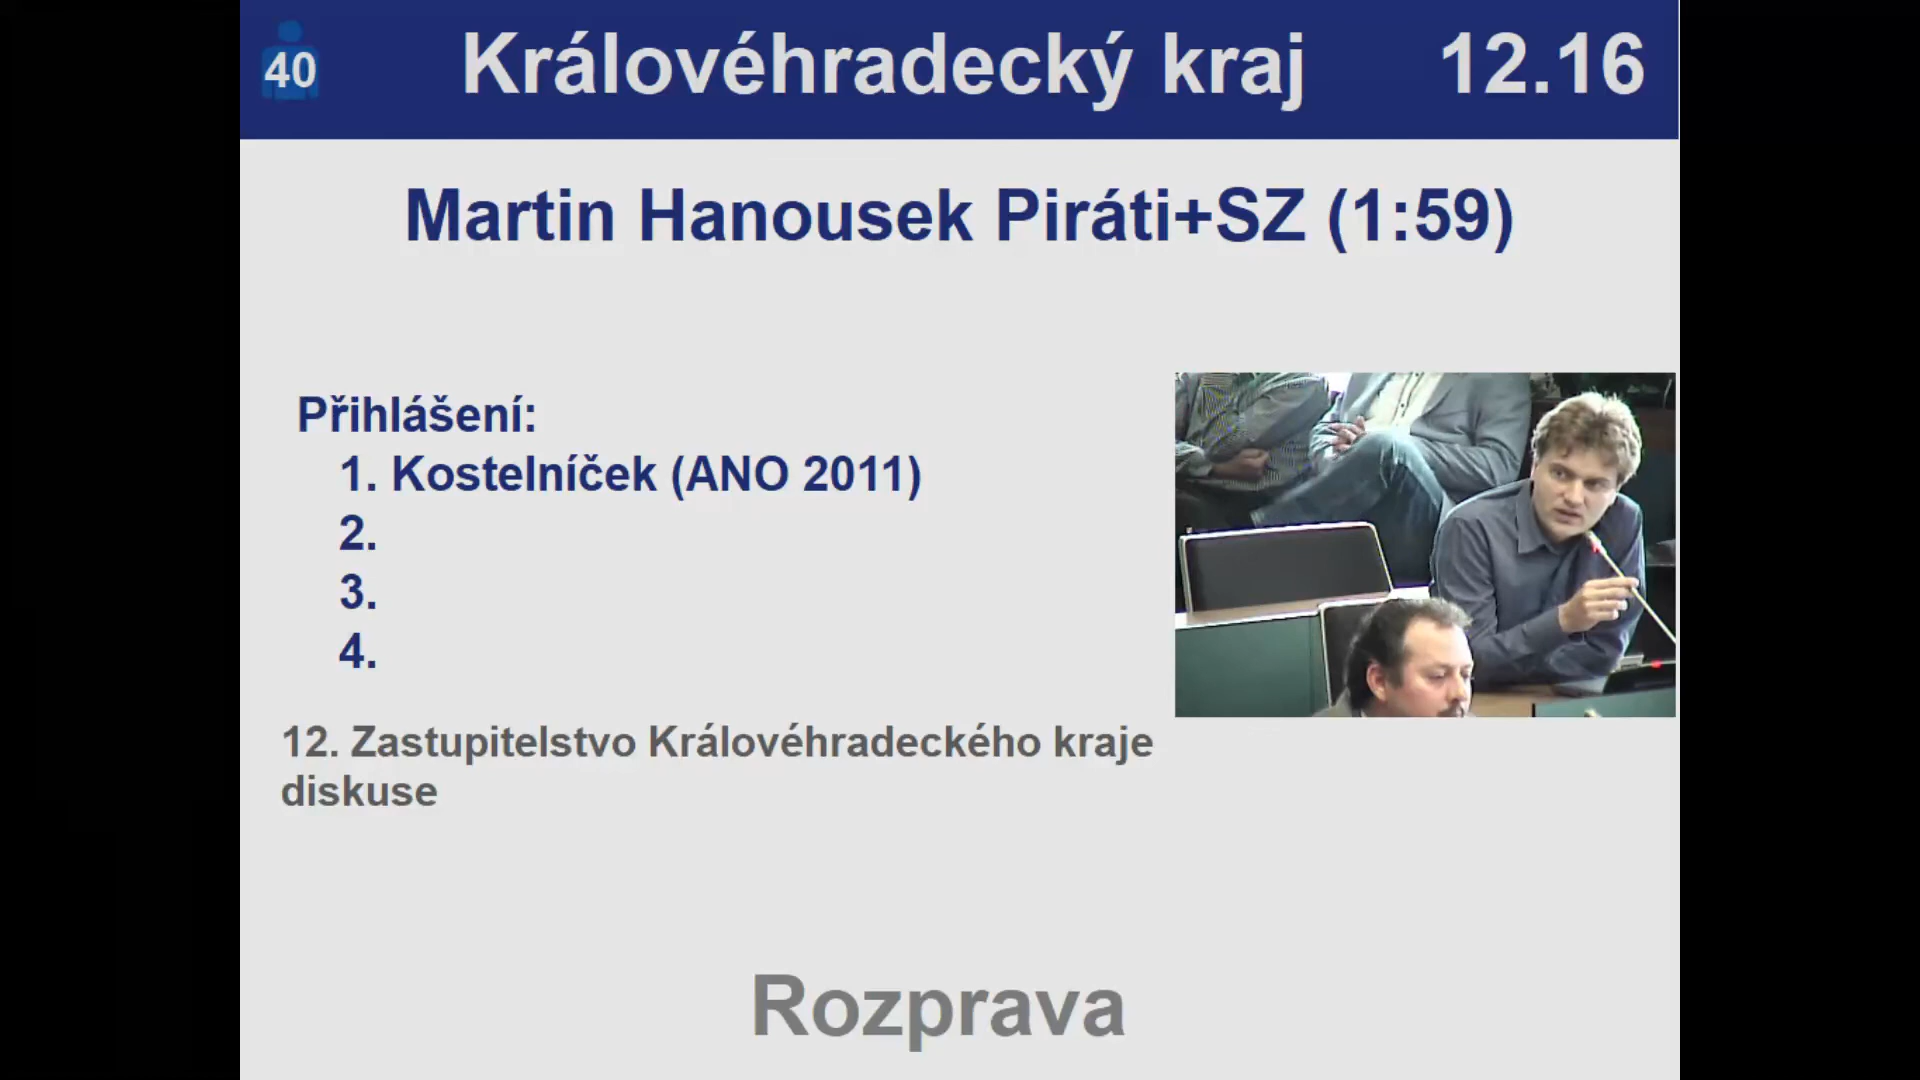 40
Královéhradecký kraj
12.16
Martin Hanousek Piráti+SZ (1:59)
Přihlášení:
1. Kostelníček (ANO 2011)
2.
3.
4.
12. Zastupitelstvo Královéhradeckého kraje
diskuse
Rozprava